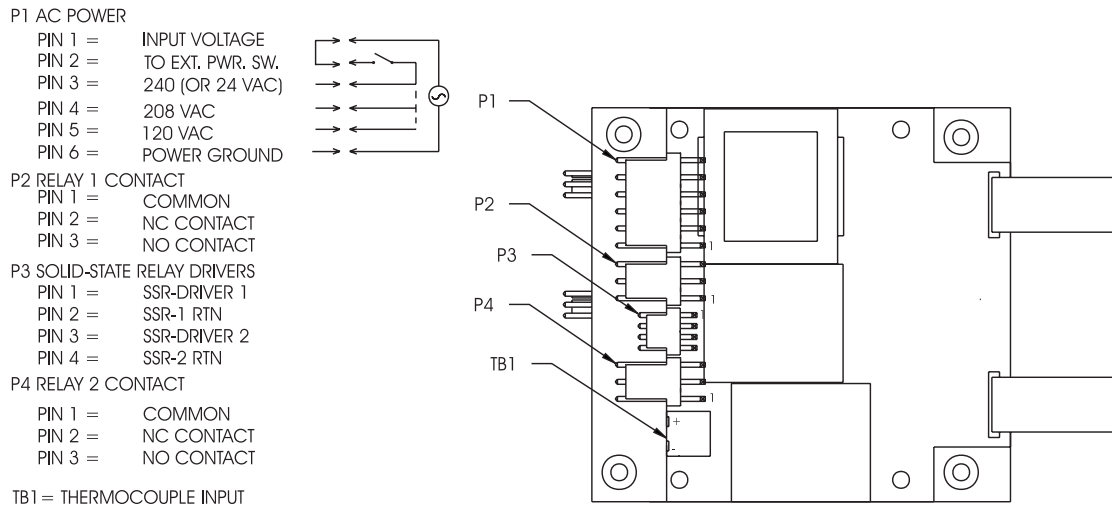 P1 AC POWER
PIN 1 = INPUT VOLTAGE
PIN 2 = TO EXT. PWR. SW.
PIN 3 = 240 (OR 24 VAC)
PIN 4 = 208 VAC
PIN 5 = 120 VAC
PIN 6 = POWER GROUND
P2 RELAY 1 CONTACT
PIN 1 = COMMON
PIN 2 = NC CONTACT
PIN 3 = NO CONTACT
P3 SOLID-STATE RELAY DRIVERS
PIN 1 = SSR-DRIVER 1
PIN 2 = SSR-1 RTN
PIN 3 = SSR-DRIVER 2
PIN 4 = SSR-2 RTN
P4 RELAY 2 CONTACT
PIN 1 = COMMON
PIN 2 = NC CONTACT
PIN 3 = NO CONTACT
TB1 = THERMOCOUPLE INPUT
P1
1
P2
1
P3
1
P4
1
TB1
+
-